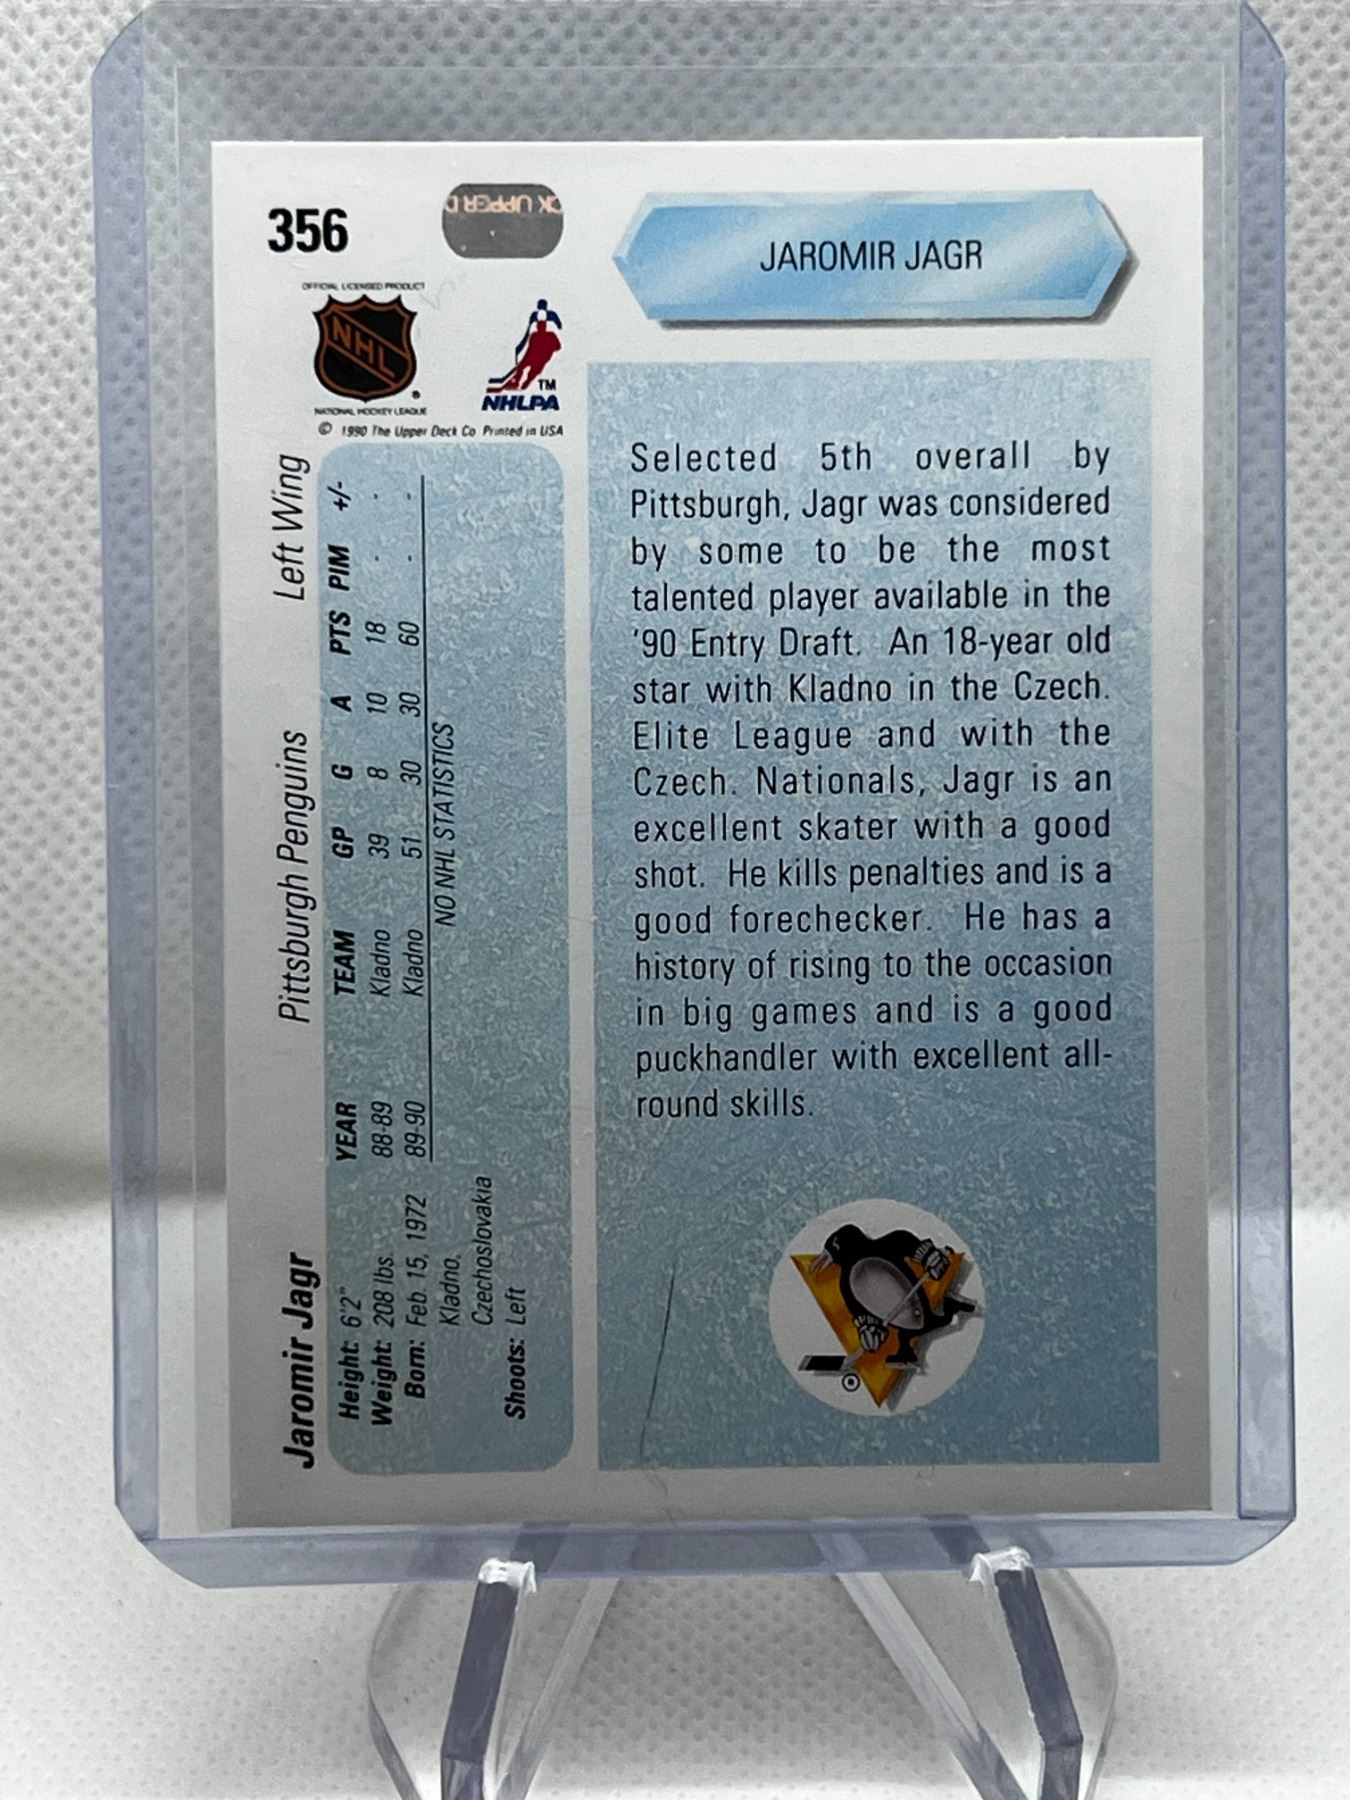 356
CK UPPER D
JAROMIR JAGR
OFFICIAL LICENSED PRODUCT
NHL
®
NATIONAL HOCKEY LEAGUE
TM
NHLPA
© 1990 The Upper Deck Co. Printed in USA
Jaromir Jagr Pittsburgh Penguins Left Wing
Height: 6'2"
Weight: 208 lbs.
Born: Feb. 15, 1972
Kladno,
Czechoslovakia
Shoots: Left
YEAR TEAM GP G A PTS PIM +/-
88-89 Kladno 39 8 10 18 - -
89-90 Kladno 51 30 30 60 - -
NO NHL STATISTICS
Selected 5th overall by
Pittsburgh, Jagr was considered
by some to be the most
talented player available in the
'90 Entry Draft. An 18-year old
star with Kladno in the Czech.
Elite League and with the
Czech. Nationals, Jagr is an
excellent skater with a good
shot. He kills penalties and is a
good forechecker. He has a
history of rising to the occasion
in big games and is a good
puckhandler with excellent all-
round skills.
®